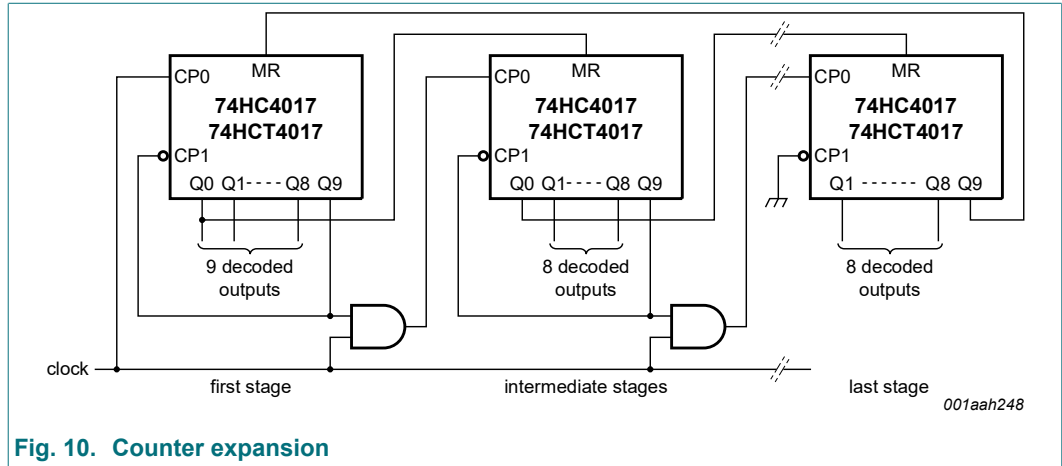 CP0 MR
74HC4017
74HCT4017
CP1
Q0 Q1 - - - - Q8 Q9
9 decoded
outputs
CP0 MR
74HC4017
74HCT4017
CP1
Q0 Q1 - - - - Q8 Q9
8 decoded
outputs
CP0 MR
74HC4017
74HCT4017
CP1
Q1 - - - - - - Q8 Q9
8 decoded
outputs
clock
first stage
intermediate stages
last stage
001aah248
Fig. 10. Counter expansion